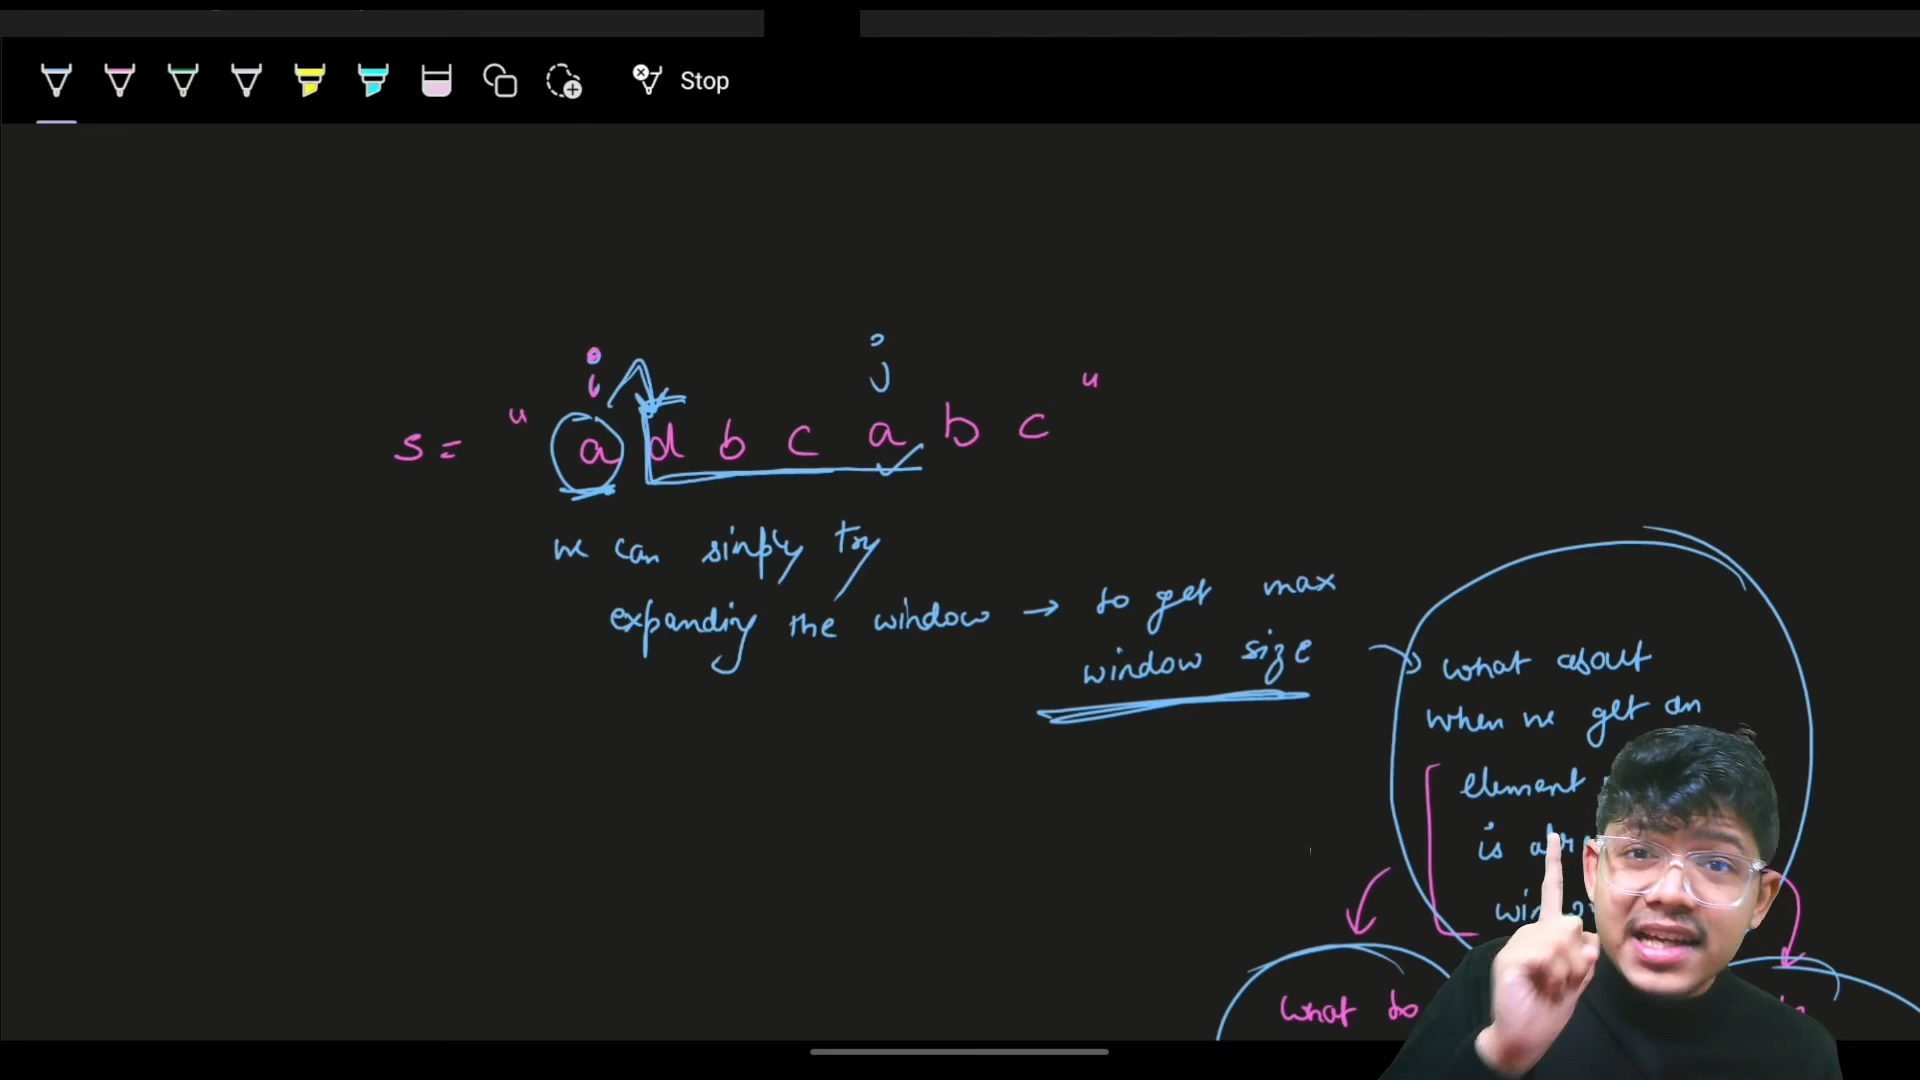 Stop
i j
s = " a d b c a b c "
we can simply try
expanding the window → to get max
window size
what about
when we get an
element
is
what to